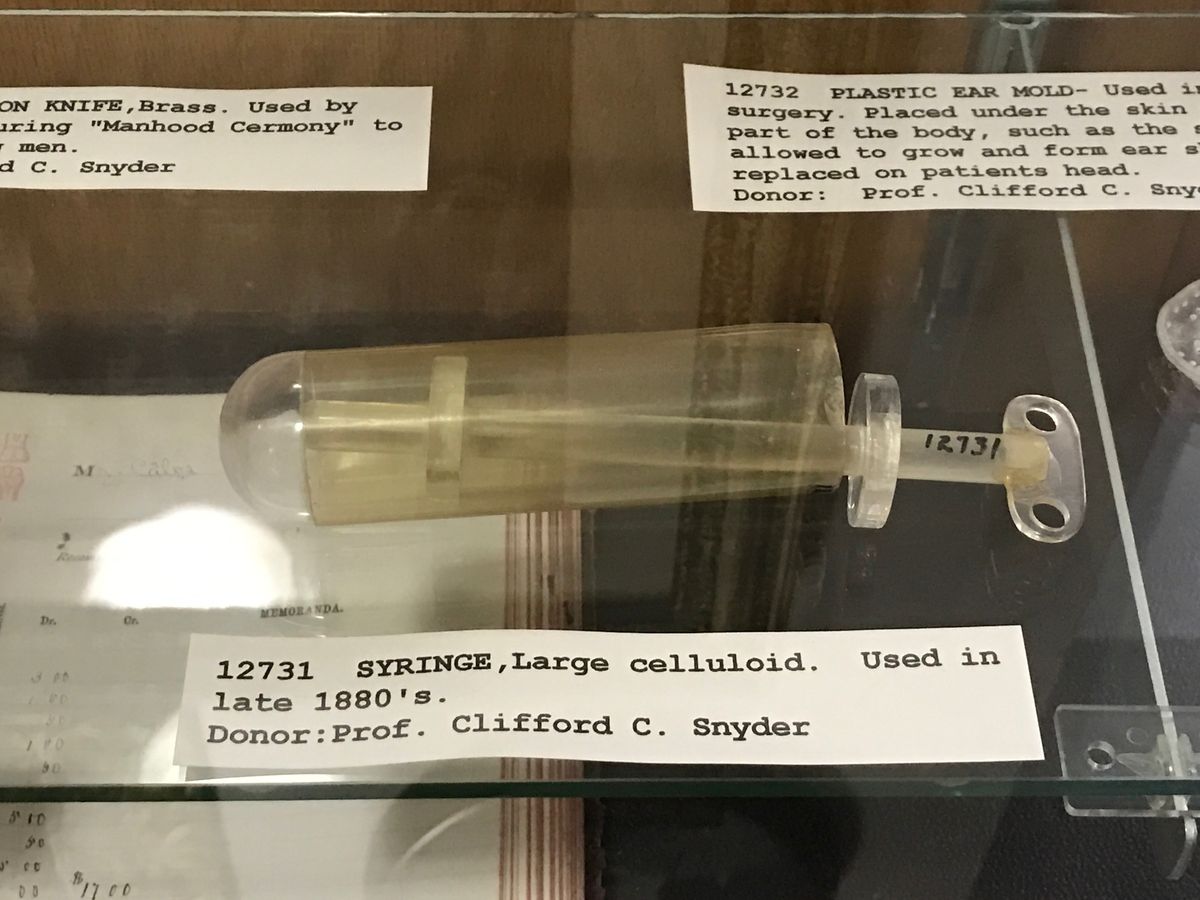 ON KNIFE,Brass. Used by
uring "Manhood Cermony" to
men.
d C. Snyder
12732 PLASTIC EAR MOLD- Used in
surgery. Placed under the skin
part of the body, such as the
allowed to grow and form ear
replaced on patients head.
Donor: Prof. Clifford C. Sny
12731
M
MEMORANDA.
Dr. Cr.
12731 SYRINGE,Large celluloid. Used in
late 1880's.
Donor:Prof. Clifford C. Snyder
$1700